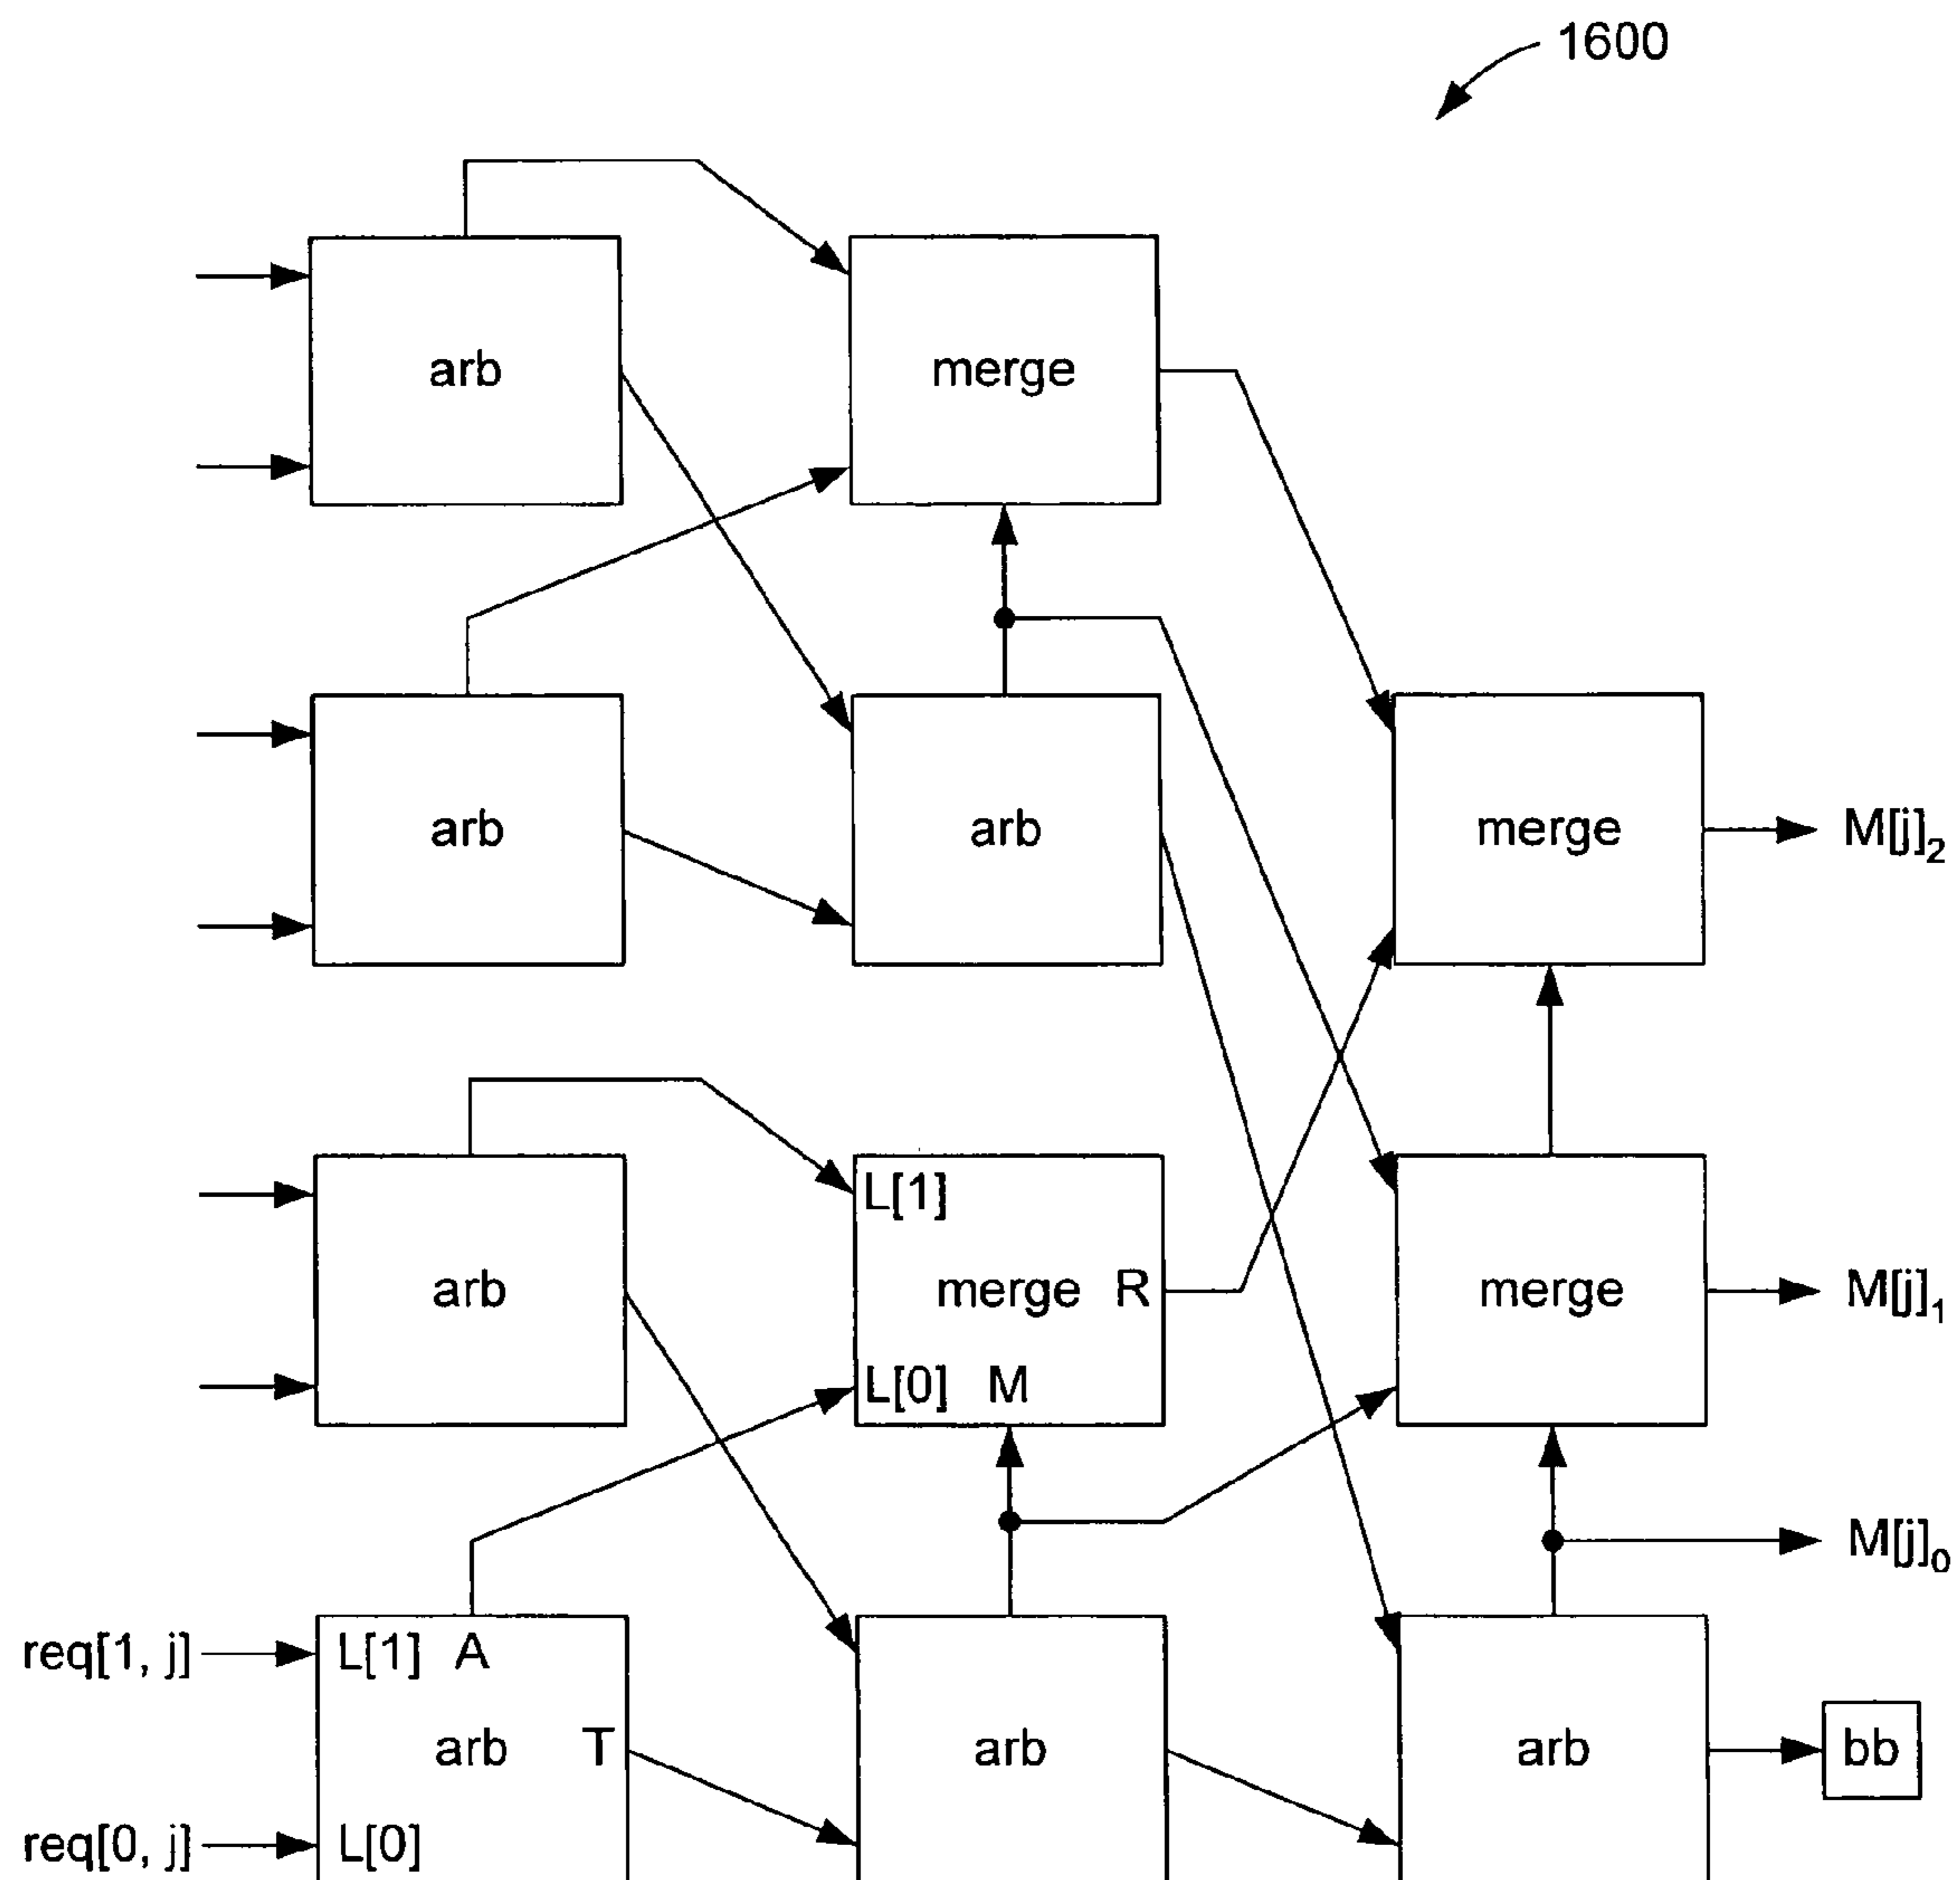 1600
arb
merge
arb
arb
merge
M[j]2
L[1]
arb
merge R
merge
M[j]1
L[0] M
M[j]0
req[1, j]
L[1] A
arb T
arb
arb
bb
req[0, j]
L[0]